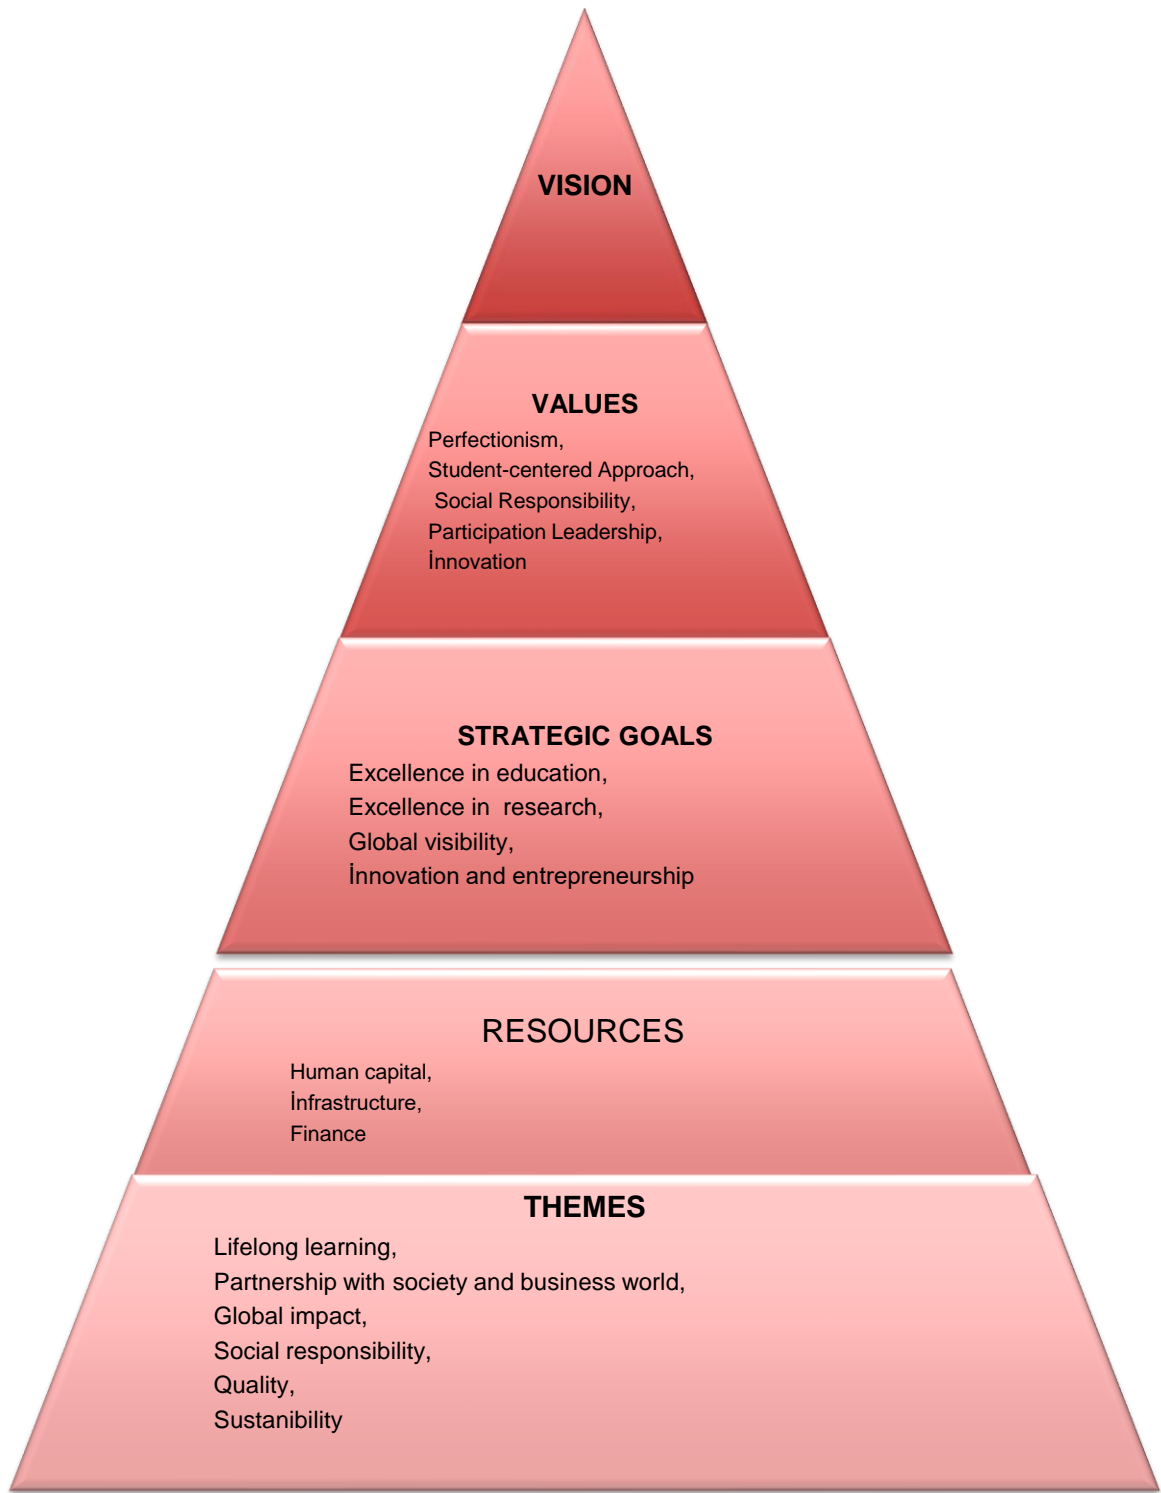 VISION
VALUES
Perfectionism,
Student-centered Approach,
Social Responsibility,
Participation Leadership,
İnnovation
STRATEGIC GOALS
Excellence in education,
Excellence in  research,
Global visibility,
İnnovation and entrepreneurship
RESOURCES
Human capital,
İnfrastructure,
Finance
THEMES
Lifelong learning,
Partnership with society and business world,
Global impact,
Social responsibility,
Quality,
Sustanibility